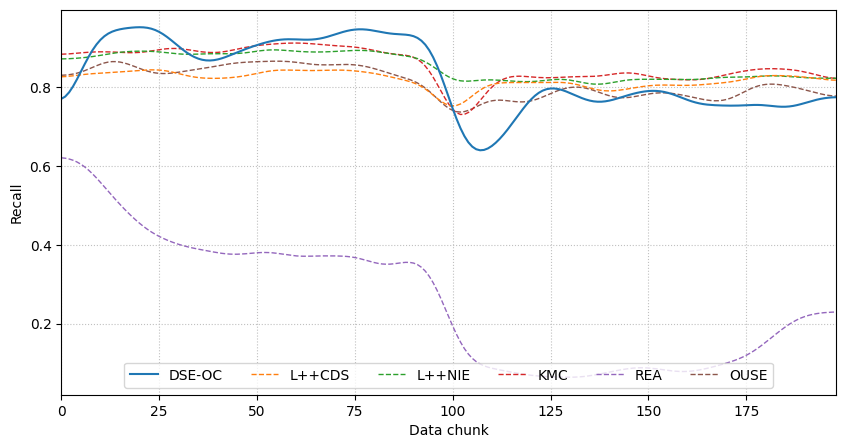 Recall
0.8
0.6
0.4
0.2
0 25 50 75 100 125 150 175
Data chunk
DSE-OC L++CDS L++NIE KMC REA OUSE